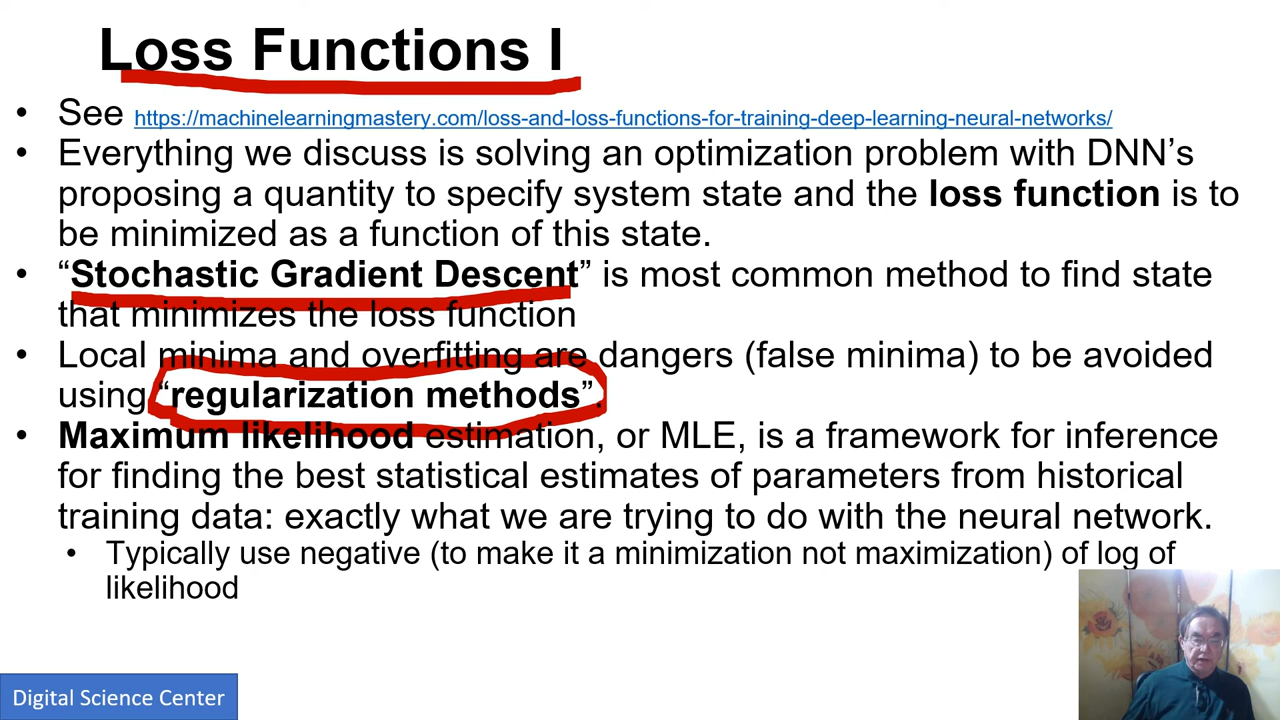 Loss Functions I
• See https://machinelearningmastery.com/loss-and-loss-functions-for-training-deep-learning-neural-networks/
• Everything we discuss is solving an optimization problem with DNN’s
proposing a quantity to specify system state and the loss function is to
be minimized as a function of this state.
• “Stochastic Gradient Descent” is most common method to find state
that minimizes the loss function
• Local minima and overfitting are dangers (false minima) to be avoided
using “regularization methods”.
• Maximum likelihood estimation, or MLE, is a framework for inference
for finding the best statistical estimates of parameters from historical
training data: exactly what we are trying to do with the neural network.
• Typically use negative (to make it a minimization not maximization) of log of
likelihood
Digital Science Center